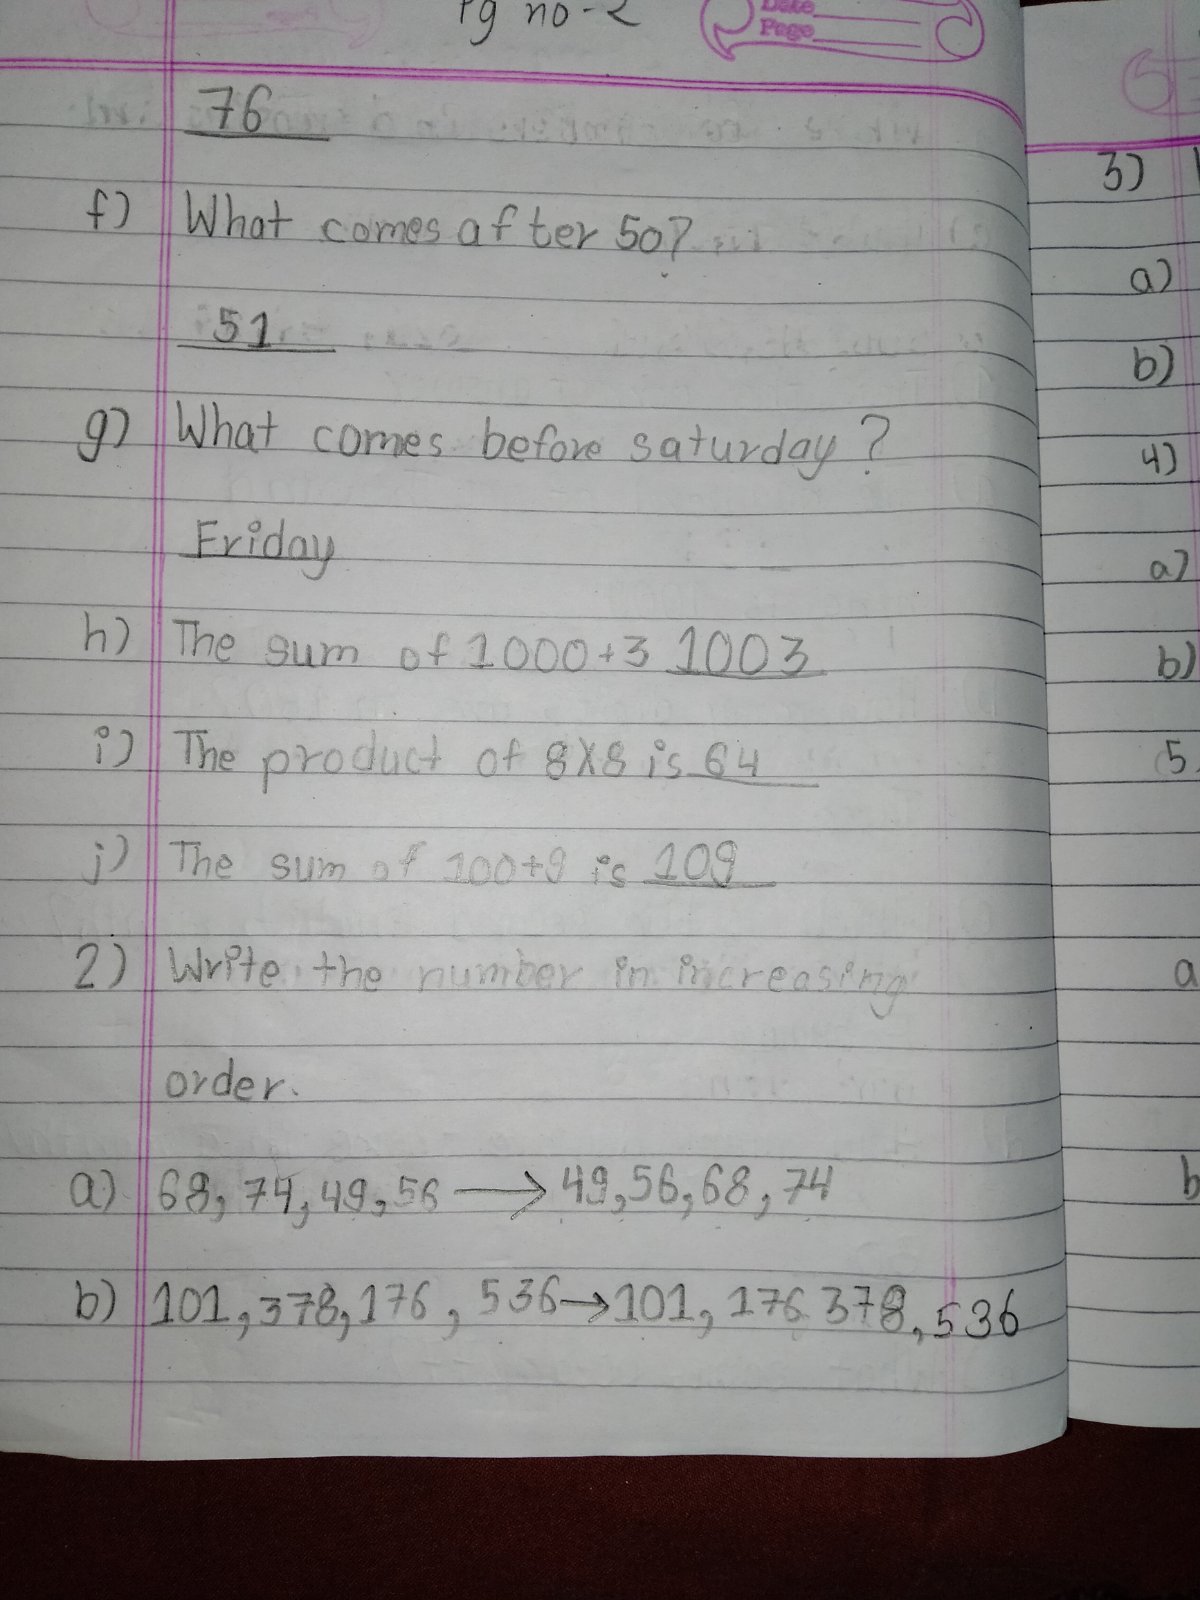 Pg no-2
Date
Page
76
f) What comes after 50?
51
g) What comes before saturday?
Friday
h) The sum of 1000+3 1003
i) The product of 8X8 is 64
j) The sum of 100+9 is 109
2) Write the number in increasing
order.
a) 68, 74, 49, 56 → 49, 56, 68, 74
b) 101, 378, 176, 536 → 101, 176 378, 536
3)
a)
b)
4)
a)
b)
5.
a
b